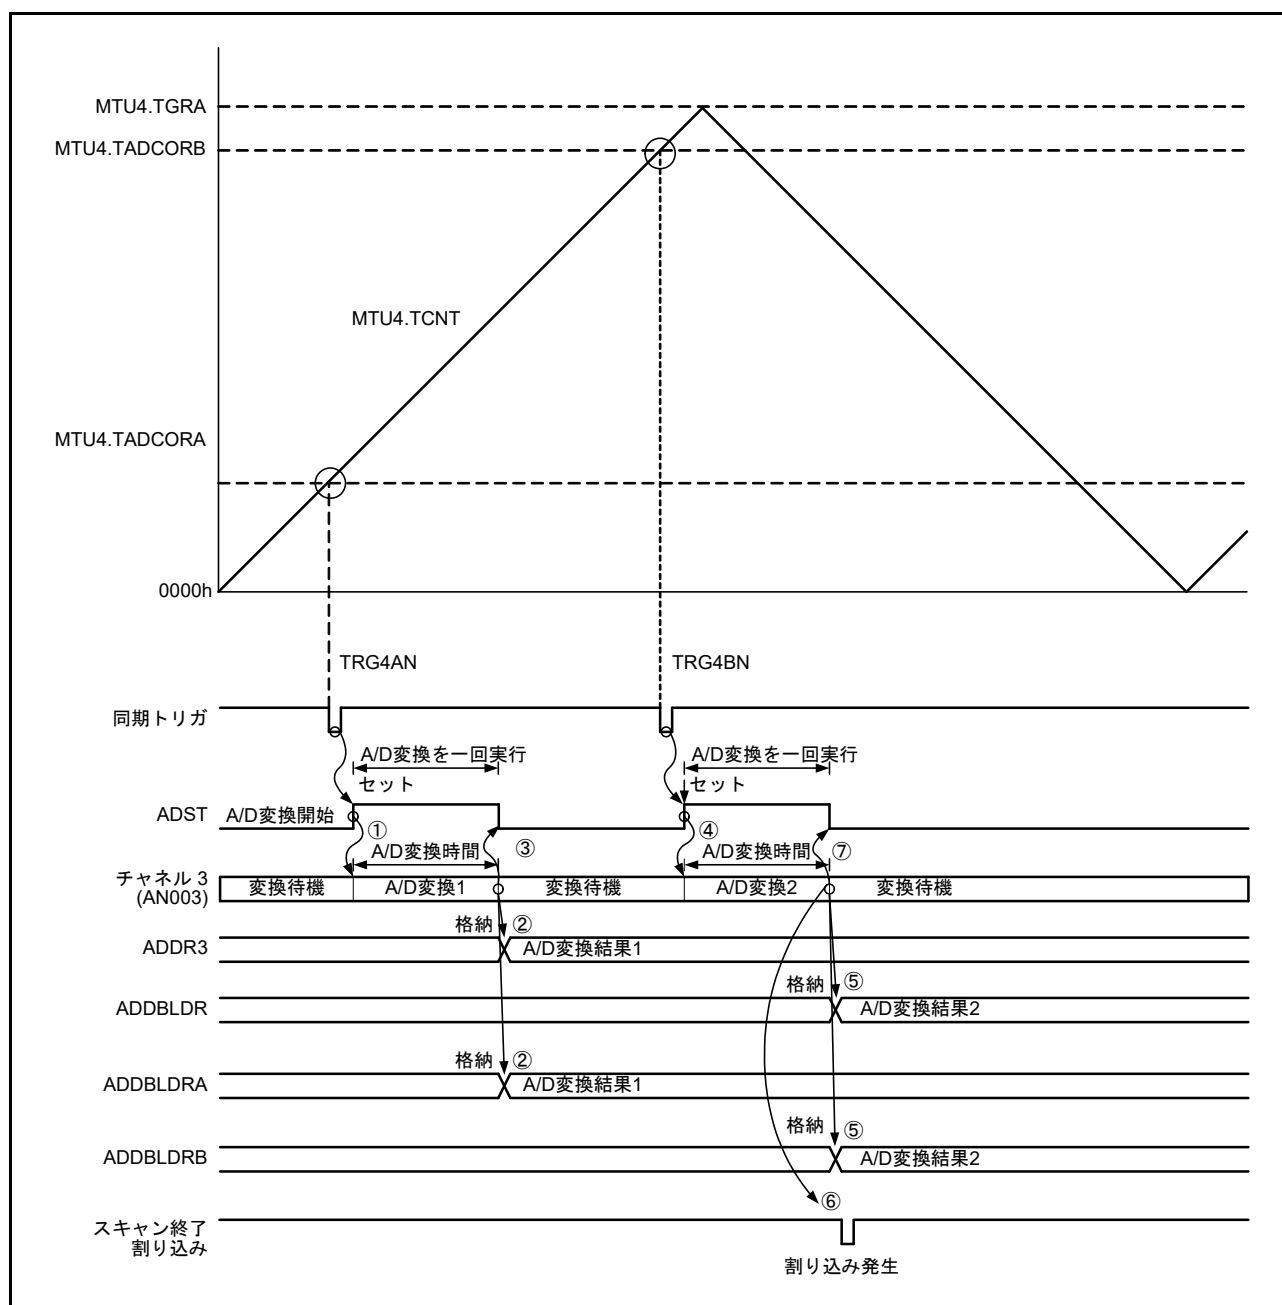 MTU4.TGRA
MTU4.TADCORB
MTU4.TCNT
MTU4.TADCORA
0000h
TRG4AN
TRG4BN
同期トリガ
A/D変換を一回実行
A/D変換を一回実行
セット
セット
ADST
A/D変換開始
①
③
④
⑦
A/D変換時間
A/D変換時間
チャネル 3
(AN003)
変換待機
A/D変換1
変換待機
A/D変換2
変換待機
格納
②
ADDR3
A/D変換結果1
格納
⑤
ADDBLDR
A/D変換結果2
格納
②
ADDBLDRA
A/D変換結果1
格納
⑤
ADDBLDRB
A/D変換結果2
⑥
スキャン終了
割り込み
割り込み発生